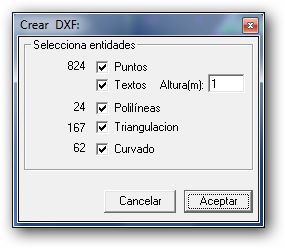 Crear DXF:
Selecciona entidades
824 Puntos
Textos Altura(m): 1
24 Polilíneas
167 Triangulacion
62 Curvado
Cancelar Aceptar